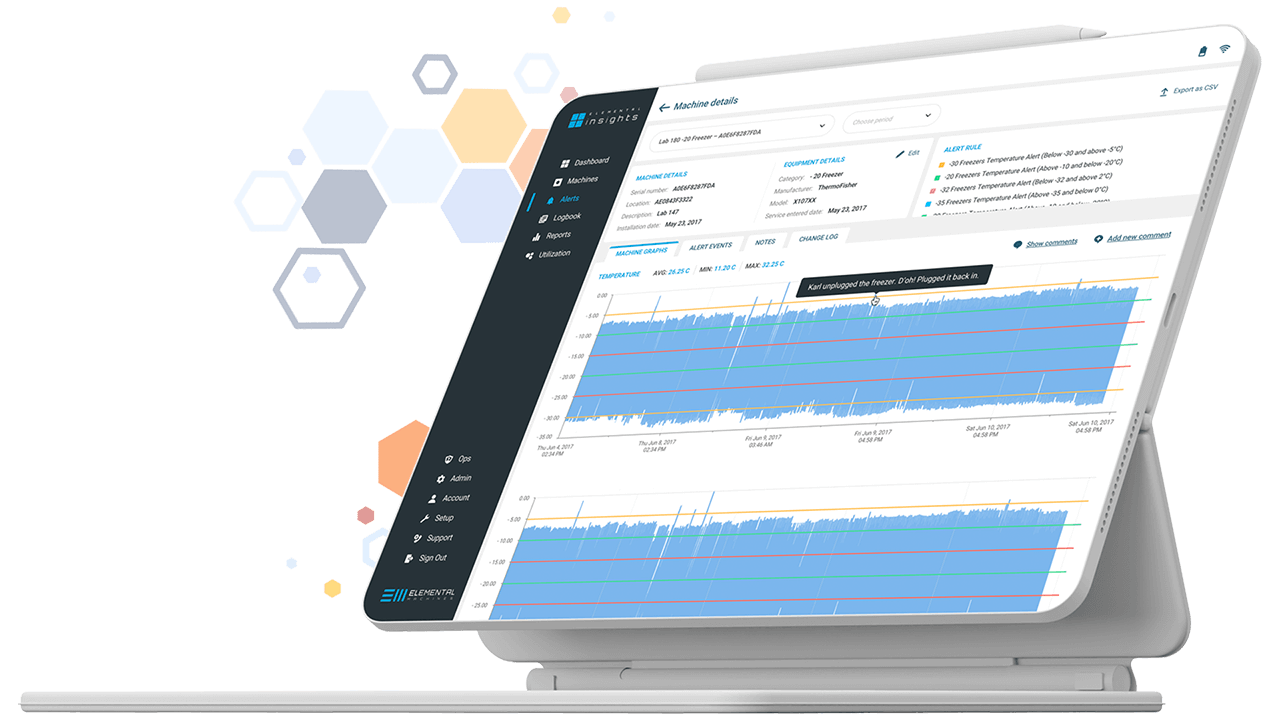 ELEMENTAL
insights
Dashboard
Machines
Alerts
Logbook
Reports
Utilization
Ops
Admin
Account
Setup
Support
Sign Out
ELEMENTAL
MACHINES
← Machine details
Export as CSV
Lab 180 -20 Freezer – A0E6F8287FDA
Choose period
MACHINE DETAILS
Serial number: A0E6F8287FDA
Location: AE0843F3322
Description: Lab 147
Installation date: May 23, 2017
EQUIPMENT DETAILS
Edit
Category: - 20 Freezer
Manufacturer: ThermoFisher
Model: X107XX
Service entered date: May 23, 2017
ALERT RULE
-30 Freezers Temperature Alert (Below -30 and above -5°C)
-20 Freezers Temperature Alert (Above -10 and below -20°C)
-32 Freezers Temperature Alert (Below -32 and above 2°C)
-35 Freezers Temperature Alert (Above -35 and below 0°C)
MACHINE GRAPHS
ALERT EVENTS
NOTES
CHANGE LOG
Show comments
Add new comment
TEMPERATURE AVG: 26.25 C MIN: 11.20 C MAX: 32.25 C
Karl unplugged the freezer. D'oh! Plugged it back in.
0.00
- 5.00
- 10.00
- 15.00
- 20.00
- 25.00
- 30.00
- 35.00
Thu Jun 4, 2017
02:34 PM
Thu Jun 8, 2017
02:34 PM
Fri Jun 9, 2017
03:46 AM
Fri Jun 9, 2017
04:58 PM
Sat Jun 10, 2017
04:58 PM
Sat Jun 10, 2017
04:58 PM
0.00
- 5.00
- 10.00
- 15.00
- 20.00
- 25.00